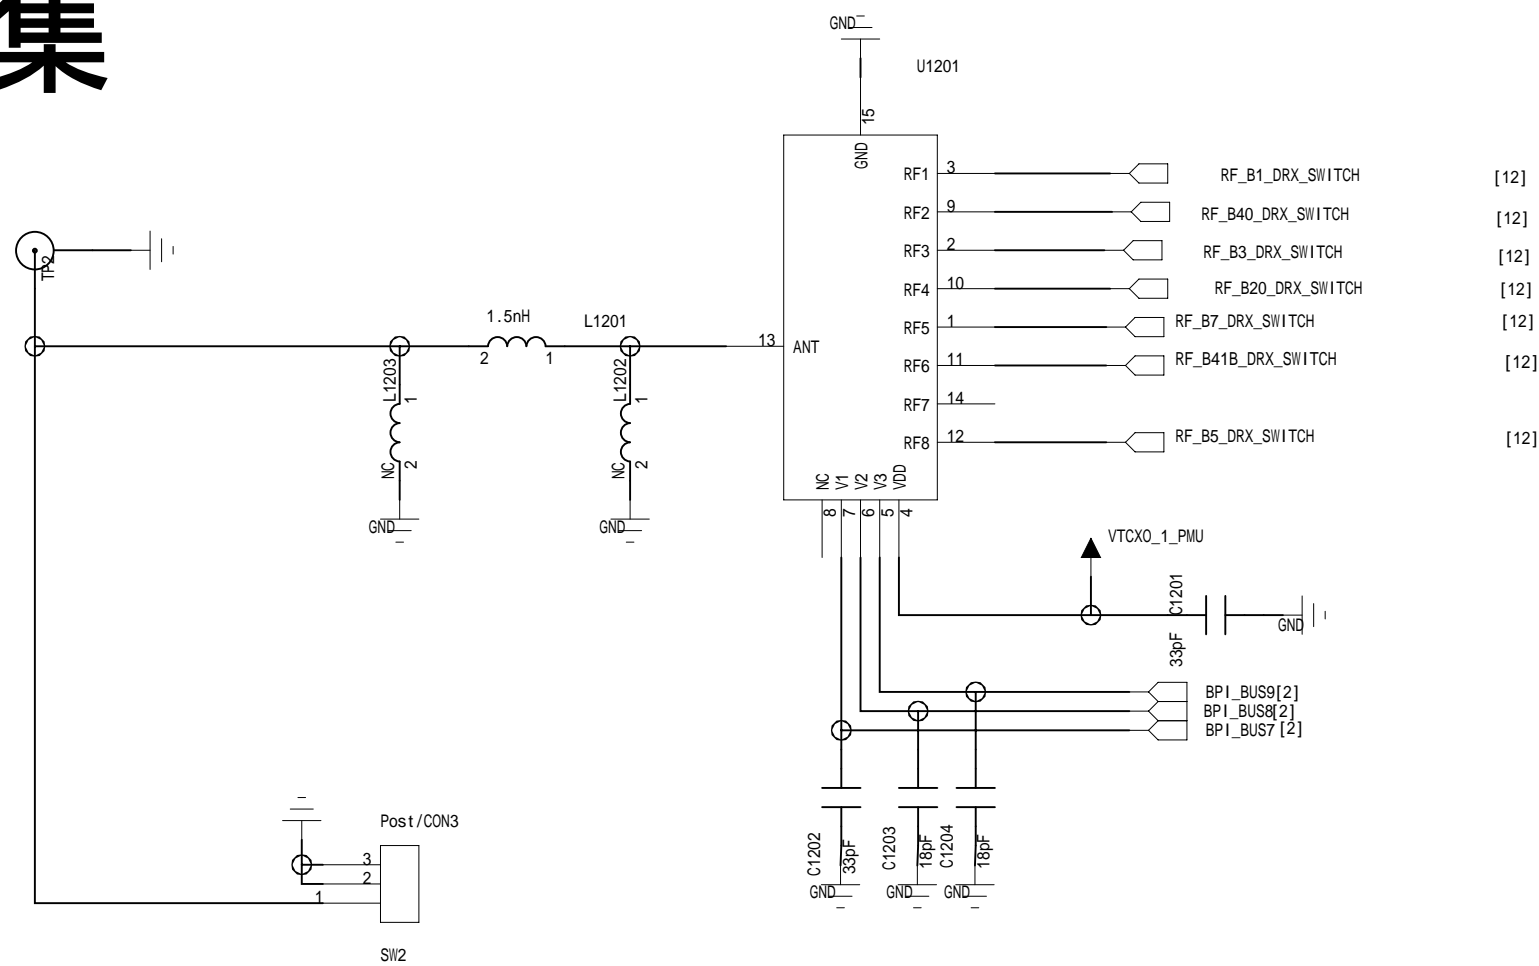 集
GND
U1201
15
GND
RF1 3 RF_B1_DRX_SWITCH [12]
RF2 9 RF_B40_DRX_SWITCH [12]
RF3 2 RF_B3_DRX_SWITCH [12]
RF4 10 RF_B20_DRX_SWITCH [12]
RF5 1 RF_B7_DRX_SWITCH [12]
RF6 11 RF_B41B_DRX_SWITCH [12]
RF7 14
RF8 12 RF_B5_DRX_SWITCH [12]
TP2
1.5nH
L1201
2 1
13 ANT
L1203
1
NC
2
GND
L1202
1
NC
2
GND
NC V1 V2 V3 VDD
8 7 6 5 4
VTCXO_1_PMU
C1201
33pF
GND
BPI_BUS9[2]
BPI_BUS8[2]
BPI_BUS7 [2]
C1202
33pF
GND
C1203
18pF
GND
C1204
18pF
GND
Post/CON3
3
2
1
SW2